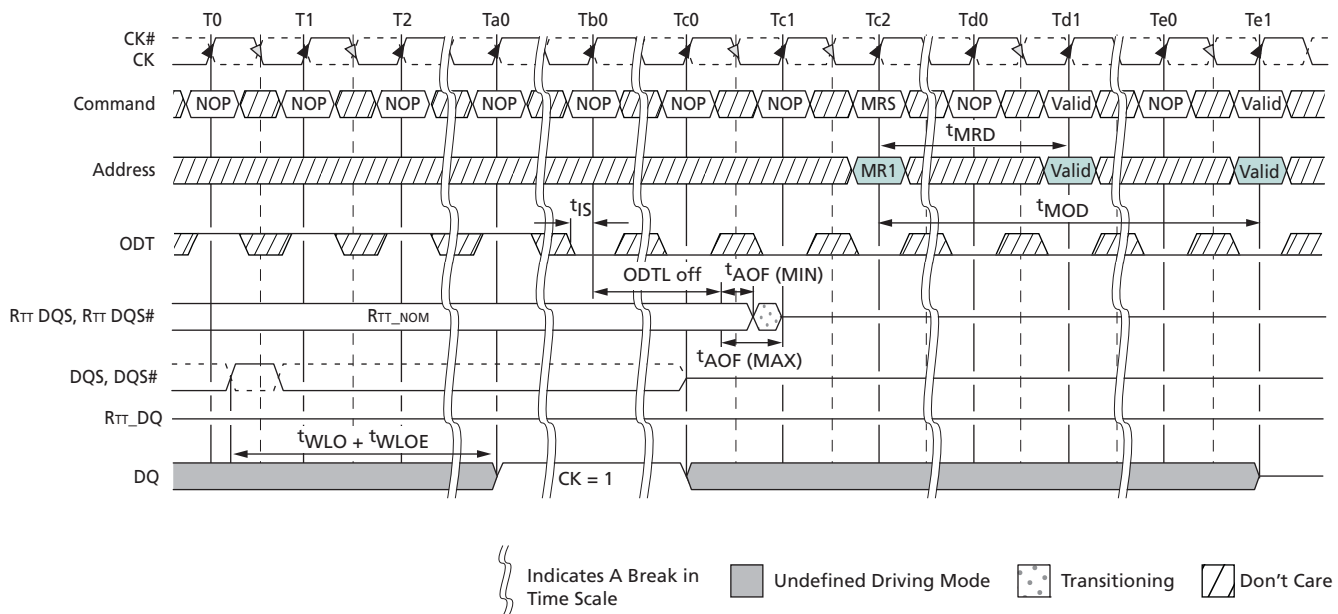 T0 T1 T2 Ta0 Tb0 Tc0 Tc1 Tc2 Td0 Td1 Te0 Te1
CK#
CK
Command NOP NOP NOP NOP NOP NOP NOP MRS NOP Valid NOP Valid
tMRD
Address MR1 Valid Valid
tIS tMOD
ODT
ODTL off tAOF (MIN)
RTT DQS, RTT DQS# RTT_NOM
tAOF (MAX)
DQS, DQS#
RTT_DQ
tWLO + tWLOE
DQ CK = 1
Indicates A Break in
Time Scale
Undefined Driving Mode
Transitioning
Don't Care